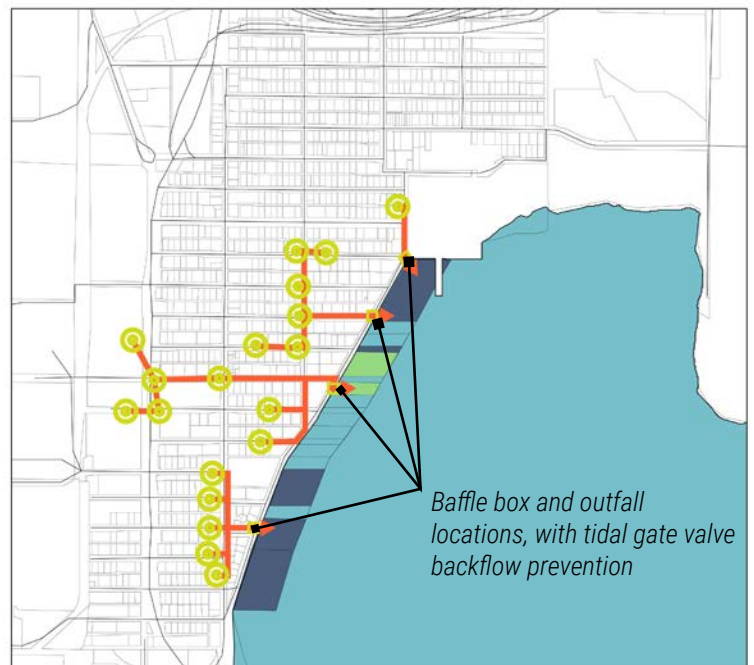 Baffle box and outfall
locations, with tidal gate valve
backflow prevention